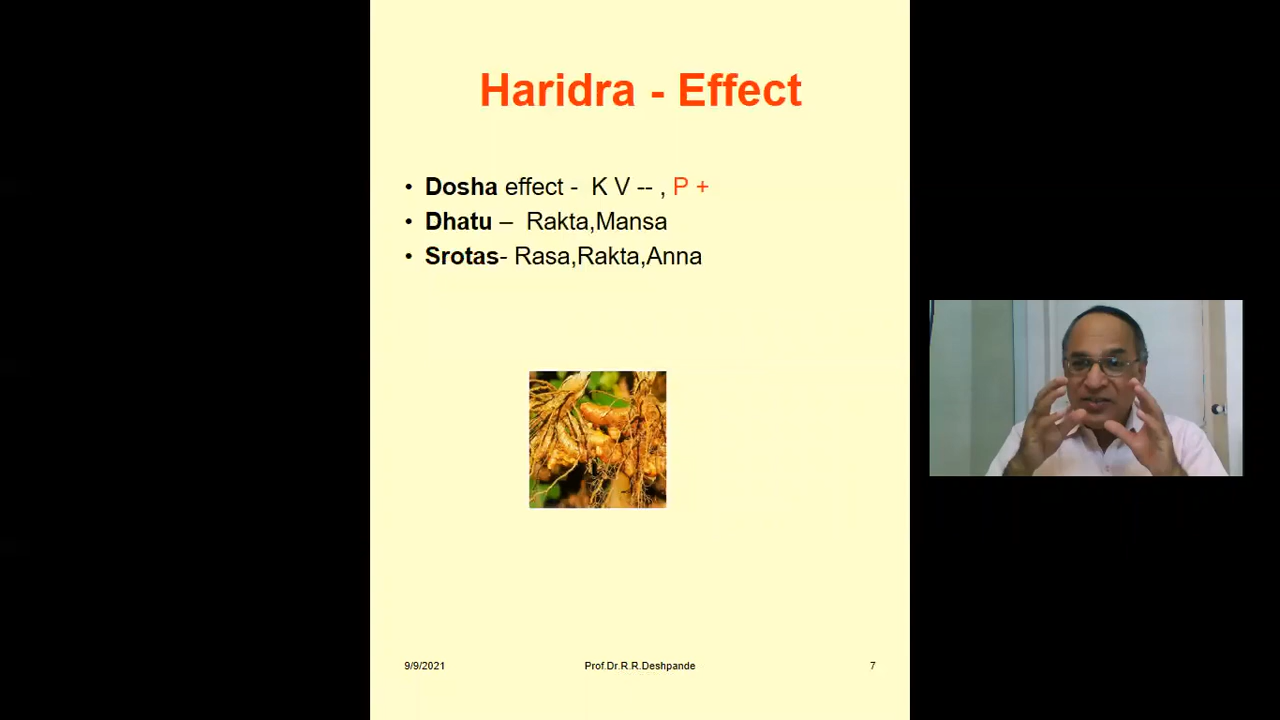 Haridra - Effect
• Dosha effect - K V -- , P +
• Dhatu – Rakta,Mansa
• Srotas- Rasa,Rakta,Anna
9/9/2021 Prof.Dr.R.R.Deshpande 7